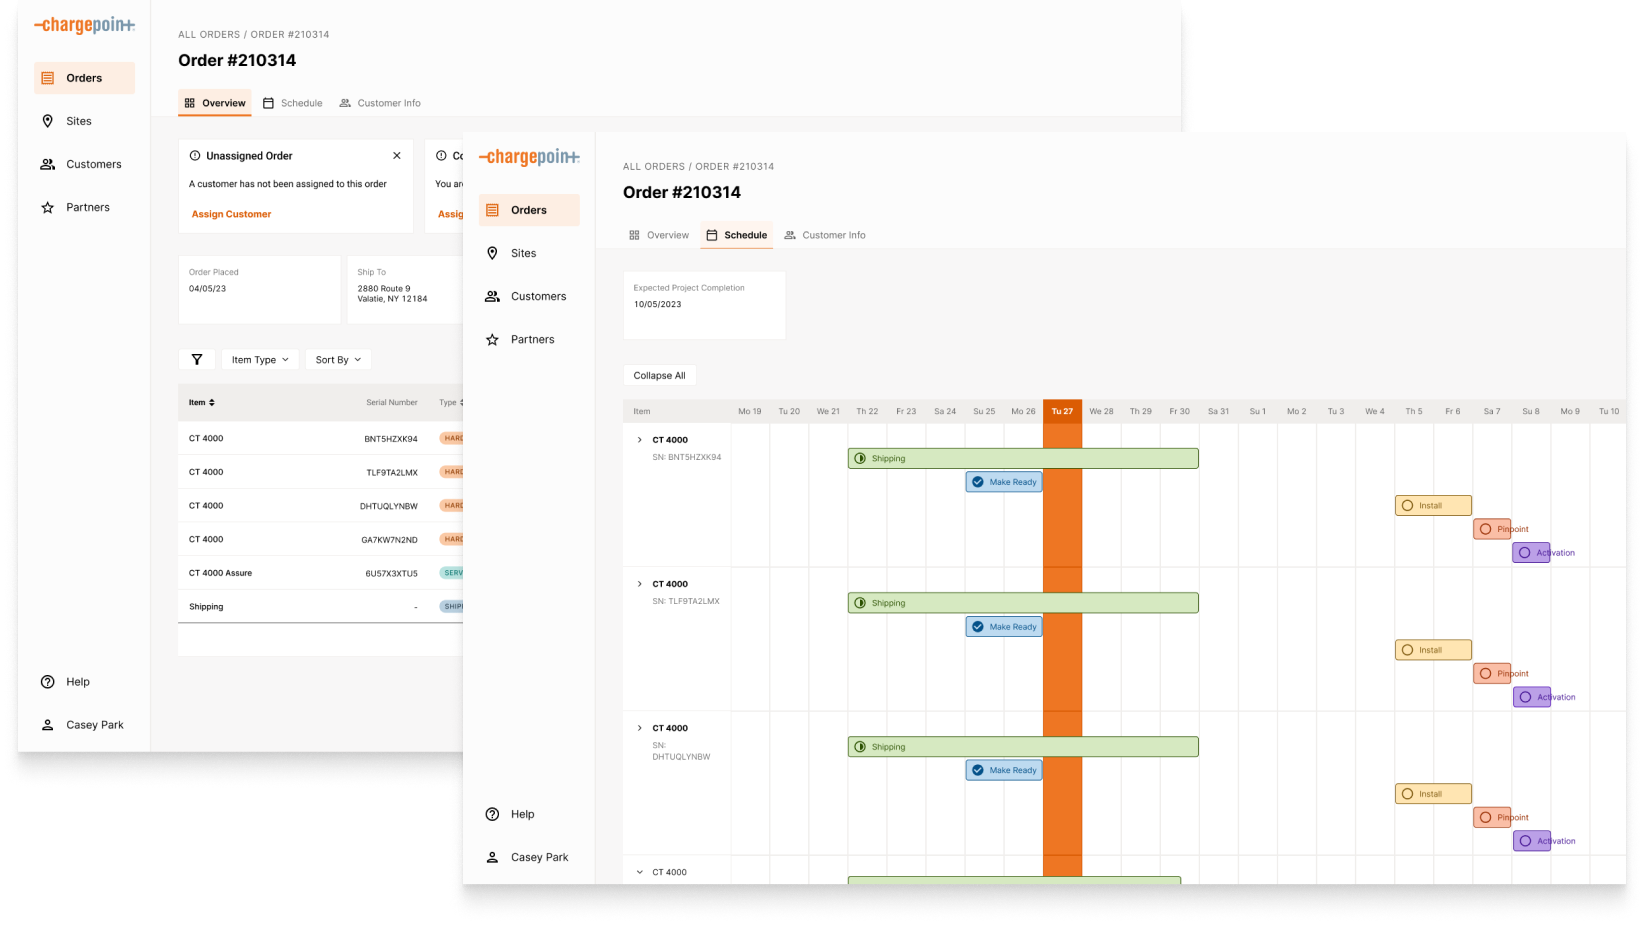 chargepoint
ALL ORDERS / ORDER #210314
Order #210314
Orders
Sites
Customers
Partners
Help
Casey Park
Overview
Schedule
Customer Info
Unassigned Order
A customer has not been assigned to this order
Assign Customer
You are
Order Placed
04/05/23
Ship To
2880 Route 9
Valatie, NY 12184
Item Type
Sort By
Item Serial Number Type
CT 4000 BNT5HZXK94 HARD
CT 4000 TLF9TA2LMX HARD
CT 4000 DHTUQLYNBW HARD
CT 4000 GA7KW7N2ND HARD
CT 4000 Assure 6U57X3XTU5 SERV
Shipping - SHIP
chargepoint
ALL ORDERS / ORDER #210314
Order #210314
Orders
Sites
Customers
Partners
Help
Casey Park
Overview
Schedule
Customer Info
Expected Project Completion
10/05/2023
Collapse All
Item Mo 19 Tu 20 We 21 Th 22 Fr 23 Sa 24 Su 25 Mo 26 Tu 27 We 28 Th 29 Fr 30 Sa 31 Su 1 Mo 2 Tu 3 We 4 Th 5 Fr 6 Sa 7 Su 8 Mo 9 Tu 10
CT 4000
SN: BNT5HZXK94
Shipping
Make Ready
Install
Pinpoint
Activation
CT 4000
SN: TLF9TA2LMX
Shipping
Make Ready
Install
Pinpoint
Activation
CT 4000
SN:
DHTUQLYNBW
Shipping
Make Ready
Install
Pinpoint
Activation
CT 4000